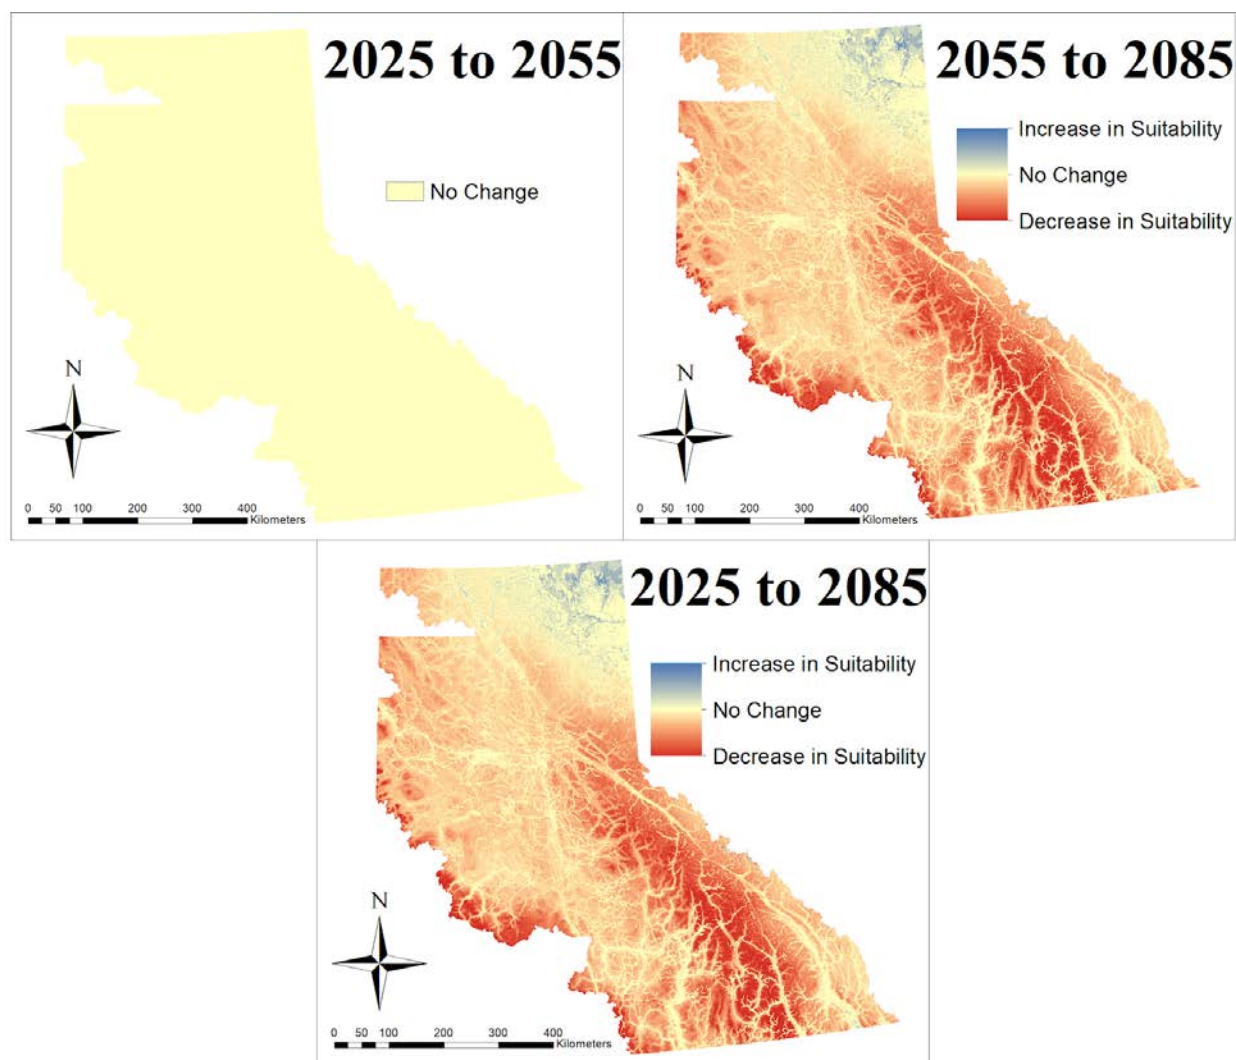 2025 to 2055
No Change
N
0 50 100 200 300 400
Kilometers
2055 to 2085
Increase in Suitability
No Change
Decrease in Suitability
N
0 50 100 200 300 400
Kilometers
2025 to 2085
Increase in Suitability
No Change
Decrease in Suitability
N
0 50 100 200 300 400
Kilometers